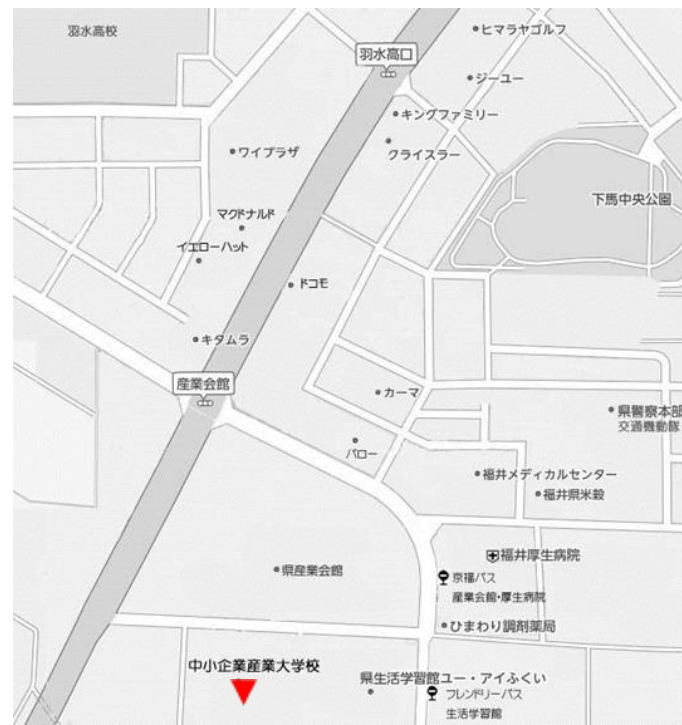 ヒマラヤゴルフ
羽水高校
羽水高口
ジーユー
キングファミリー
クライスラー
ワイプラザ
下馬中央公園
マクドナルド
イエローハット
ドコモ
キタムラ
産業会館
カーマ
県警察本部
交通機動隊
バロー
福井メディカルセンター
福井県米穀
福井厚生病院
県産業会館
京福バス
産業会館・厚生病院
ひまわり調剤薬局
中小企業産業大学校
県生活学習館ユー・アイふくい
フレンドリーバス
生活学習館